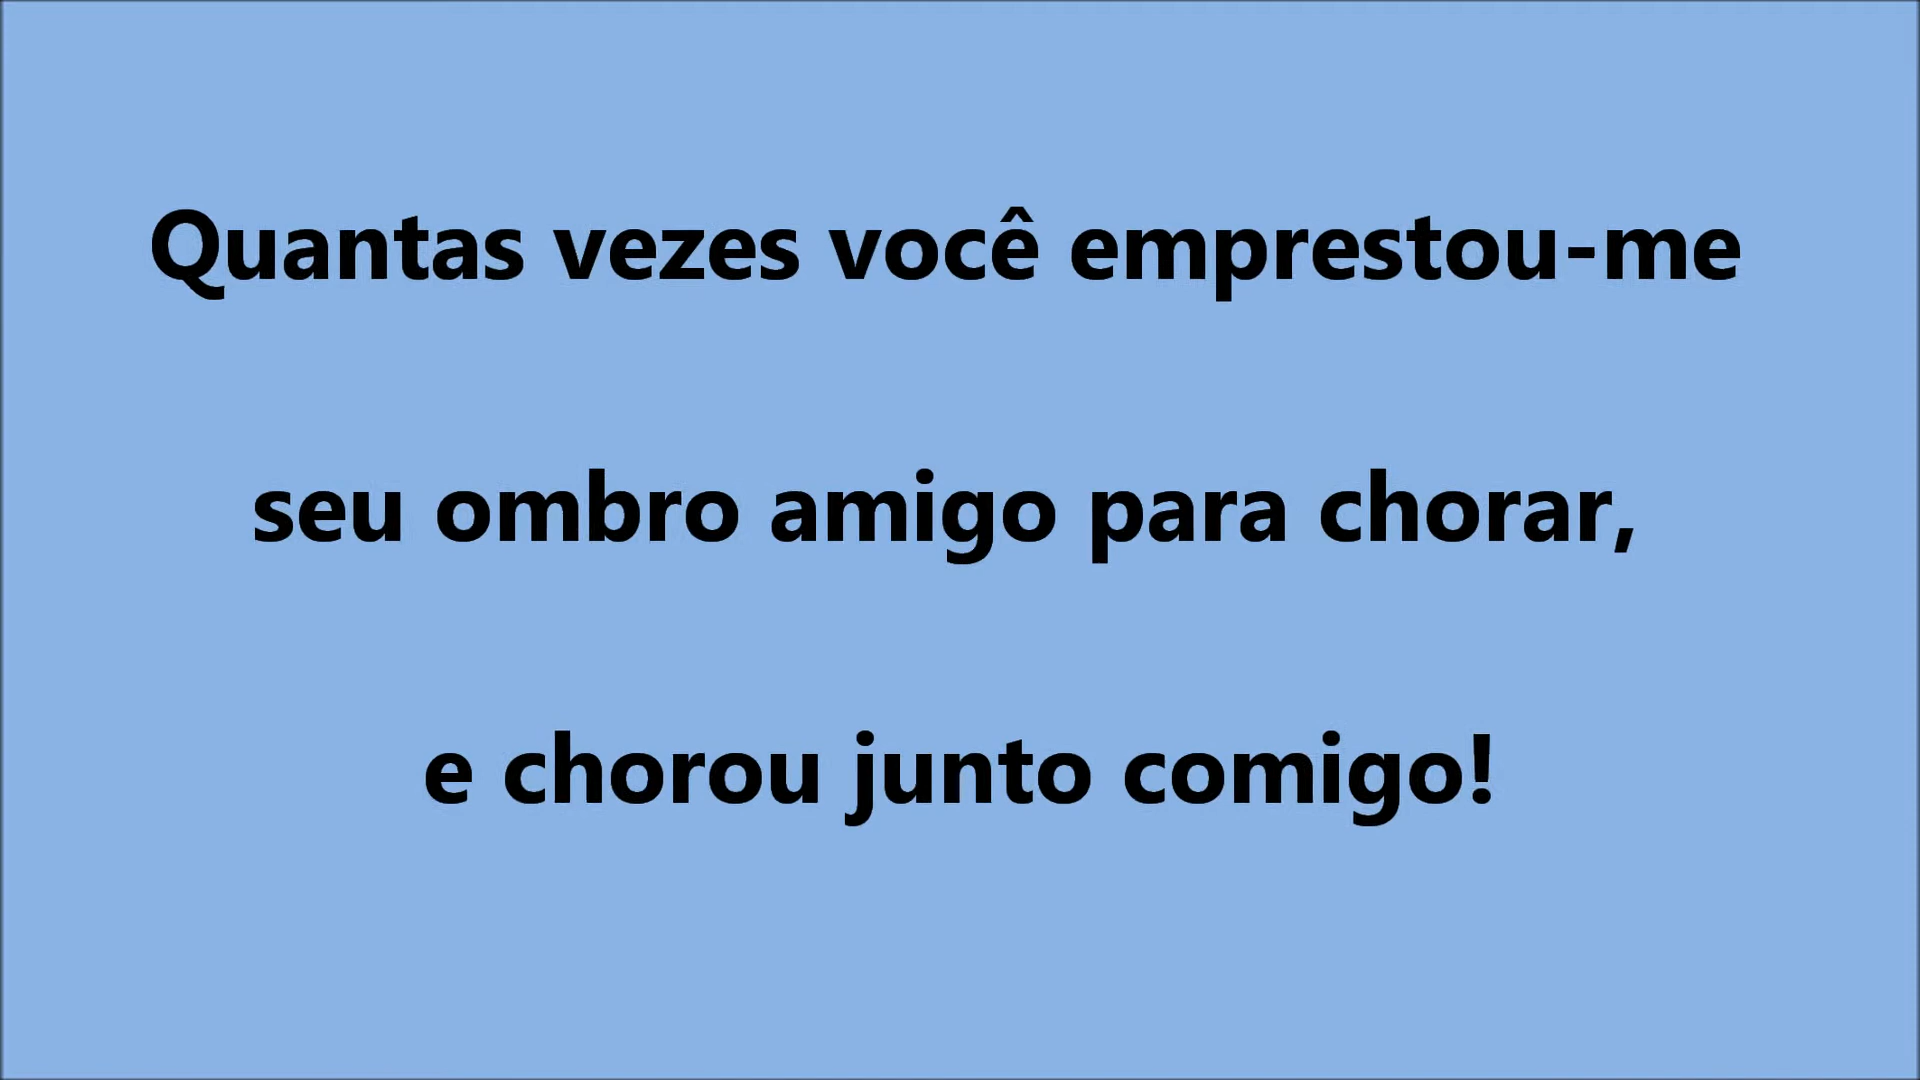 Quantas vezes você emprestou-me
seu ombro amigo para chorar,
e chorou junto comigo!